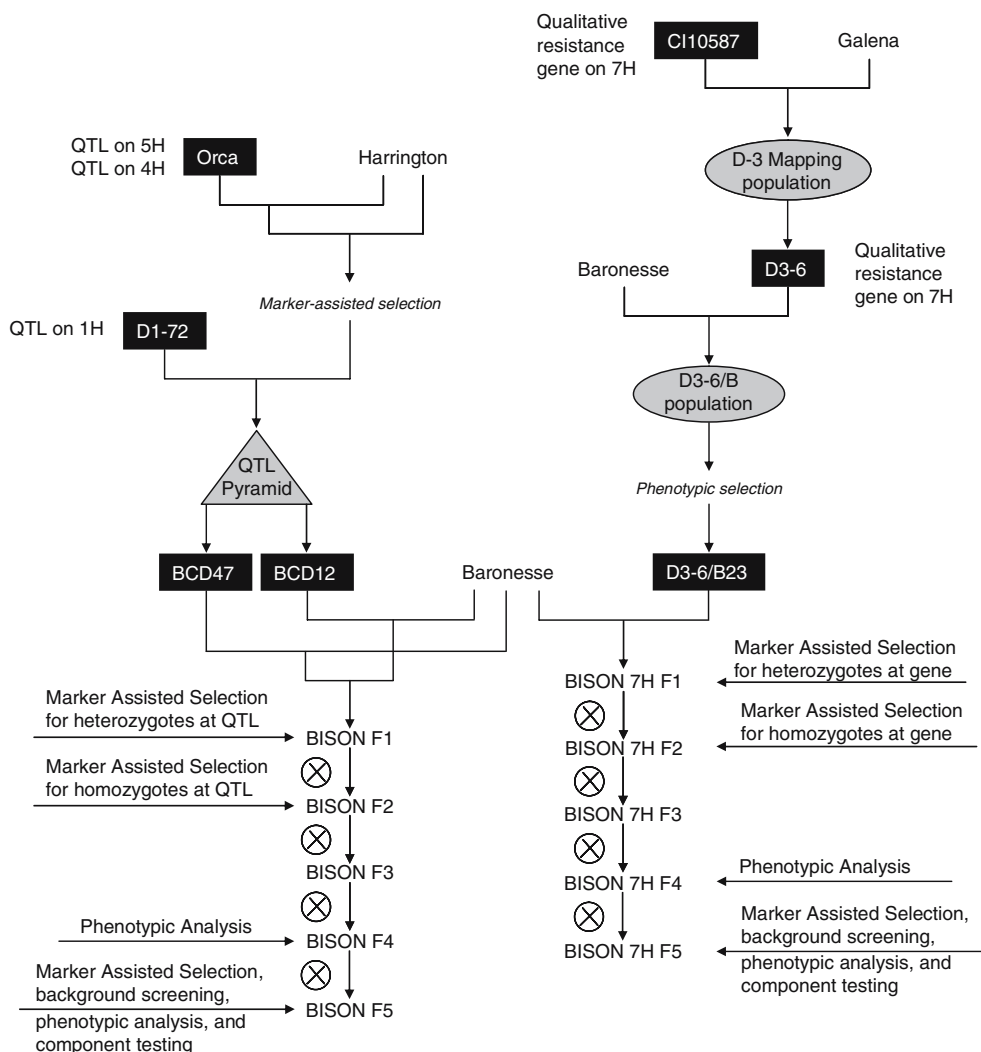 Qualitative
resistance
gene on 7H
CI10587
Galena
D-3 Mapping
population
QTL on 5H
QTL on 4H
Orca
Harrington
Baronesse
D3-6
Qualitative
resistance
gene on 7H
Marker-assisted selection
QTL on 1H
D1-72
D3-6/B
population
QTL
Pyramid
Phenotypic selection
BCD47
BCD12
Baronesse
D3-6/B23
Marker Assisted Selection
for heterozygotes at QTL
BISON F1
Marker Assisted Selection
for homozygotes at QTL
BISON F2
BISON F3
Phenotypic Analysis
BISON F4
Marker Assisted Selection,
background screening,
phenotypic analysis, and
component testing
BISON F5
BISON 7H F1
Marker Assisted Selection
for heterozygotes at gene
BISON 7H F2
Marker Assisted Selection
for homozygotes at gene
BISON 7H F3
BISON 7H F4
Phenotypic Analysis
BISON 7H F5
Marker Assisted Selection,
background screening,
phenotypic analysis, and
component testing